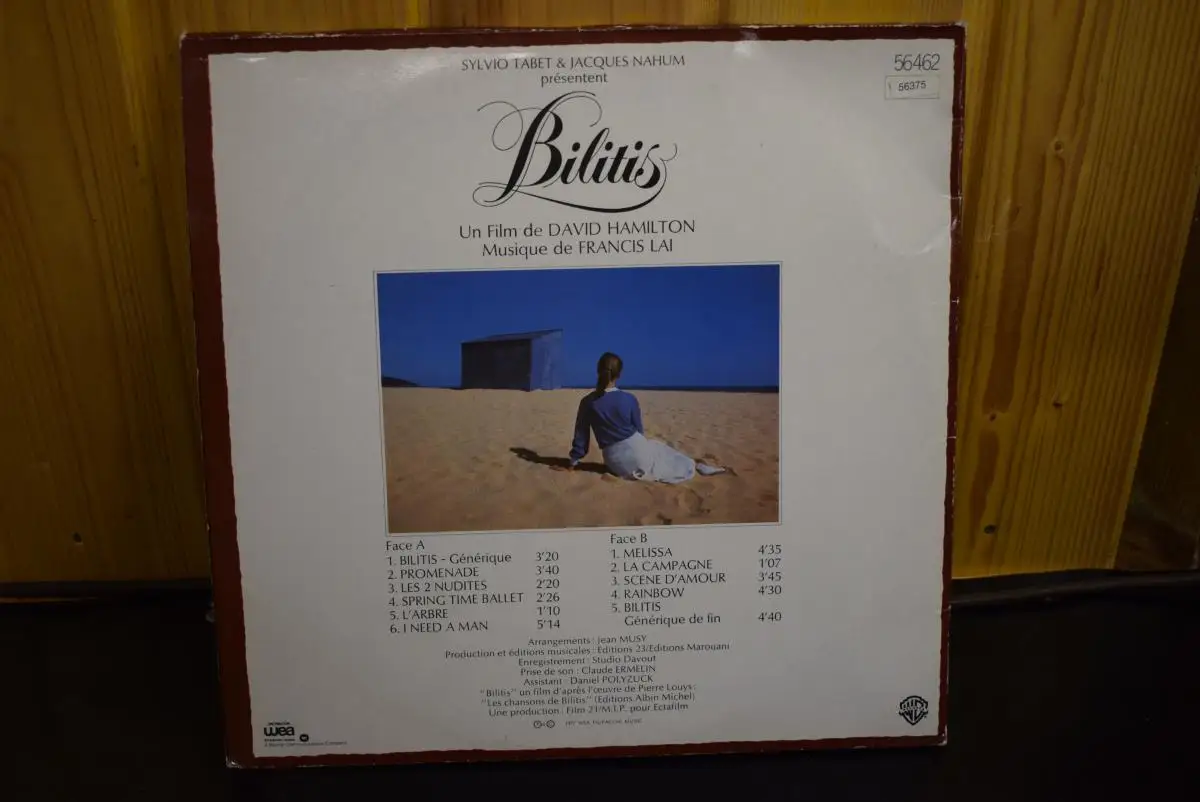 SYLVIO TABET & JACQUES NAHUM
présentent
56462
56375
Bilitis
Un Film de DAVID HAMILTON
Musique de FRANCIS LAI
Face A
1. BILITIS - Générique 3'20
2. PROMENADE 3'40
3. LES 2 NUDITES 2'20
4. SPRING TIME BALLET 2'26
5. L'ARBRE 1'10
6. I NEED A MAN 5'14
Face B
1. MELISSA 4'35
2. LA CAMPAGNE 1'07
3. SCENE D'AMOUR 3'45
4. RAINBOW 4'30
5. BILITIS
Générique de fin 4'40
Arrangements : Jean MUSY
Production et éditions musicales : Editions 23/Editions Marouani
Enregistrement : Studio Davout
Prise de son : Claude ERMELIN
Assistant : Daniel POLYZUCK
"Bilitis" un film d'après l'œuvre de Pierre Louys :
"Les chansons de Bilitis" (Editions Albin Michel)
Une production : Film 21/M.I.P. pour Ectafilm
wea